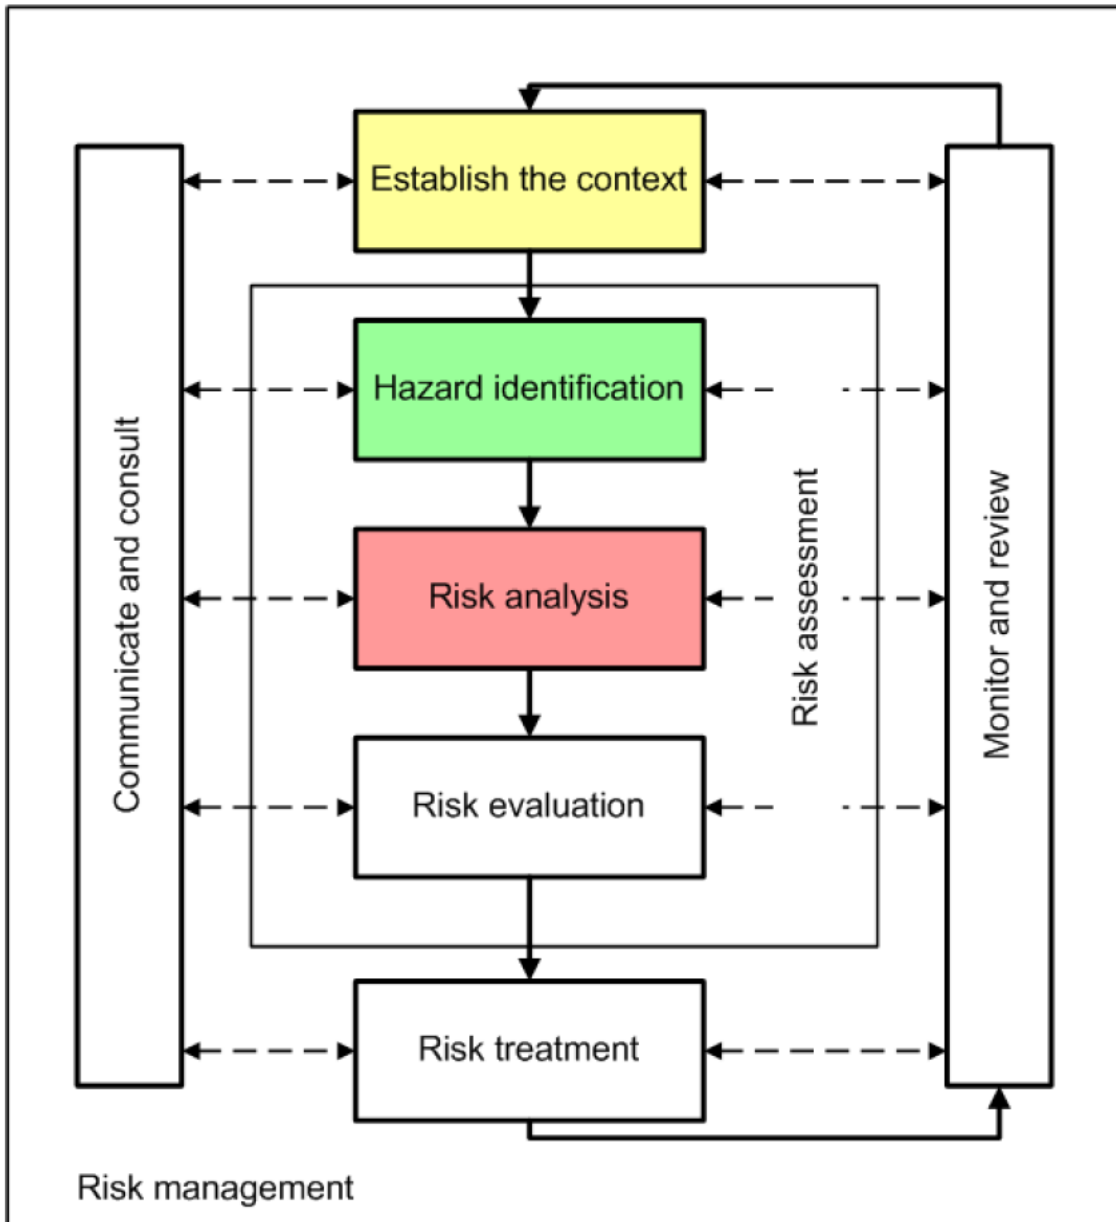 Establish the context
Hazard identification
Risk analysis
Risk evaluation
Risk treatment
Communicate and consult
Risk assessment
Monitor and review
Risk management